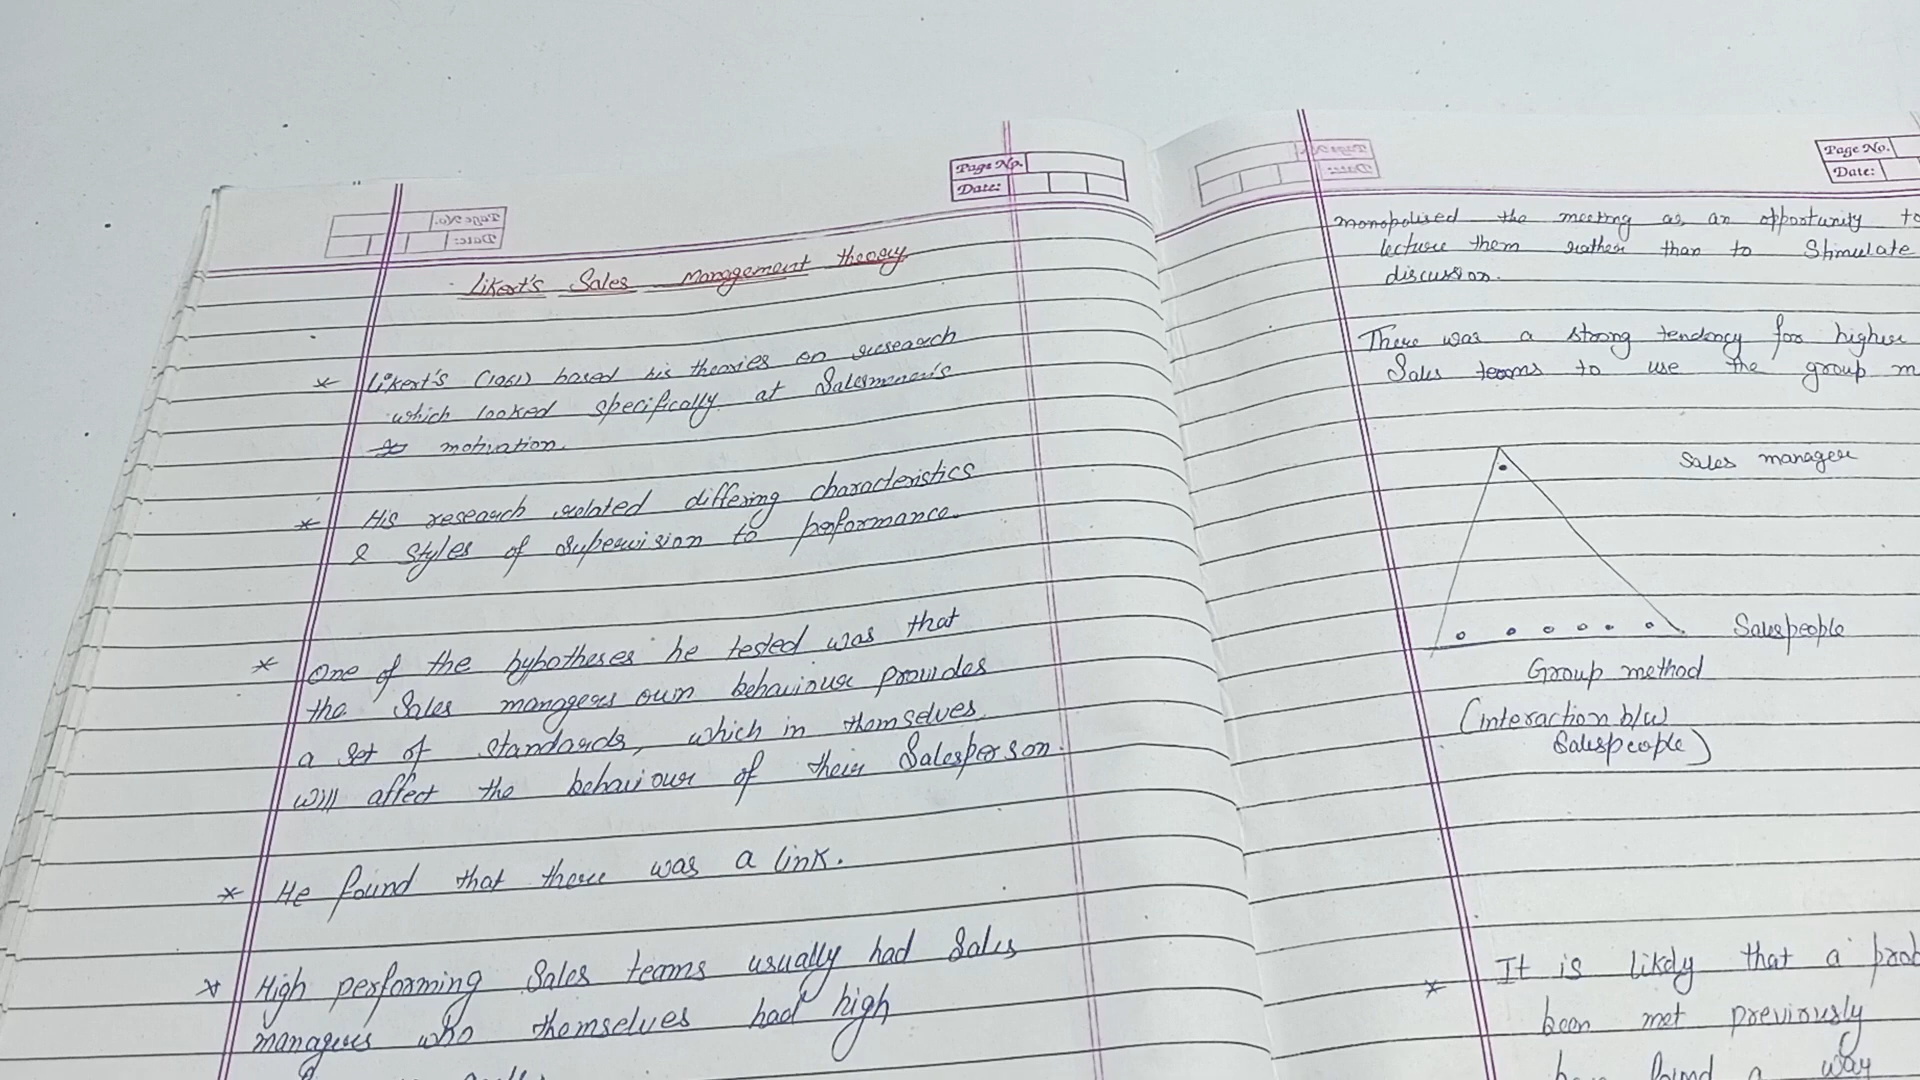 Page No.
Date:
Likert's Sales Management theory
* Likert's (1961) based his theories on research
which looked specifically at Salesmen's
motivation.
* His research related differing characteristics
& Styles of Supervision to performance.
* One of the hypotheses he tested was that
the Sales managers own behaviour provides
a set of standards, which in themselves
will affect the behaviour of their Salesperson.
* He found that there was a link.
* High performing Sales teams usually had Sales
managers who themselves had high
Page No.
Date:
monopolised the meeting as an opportunity to
lecture them rather than to Stimulate
discussion.
There was a strong tendency for higher
Sales teams to use the group m
Sales manager
Salespeople
Group method
(interaction b/w
Salespeople)
* It is likely that a prob
been met previously
found a way